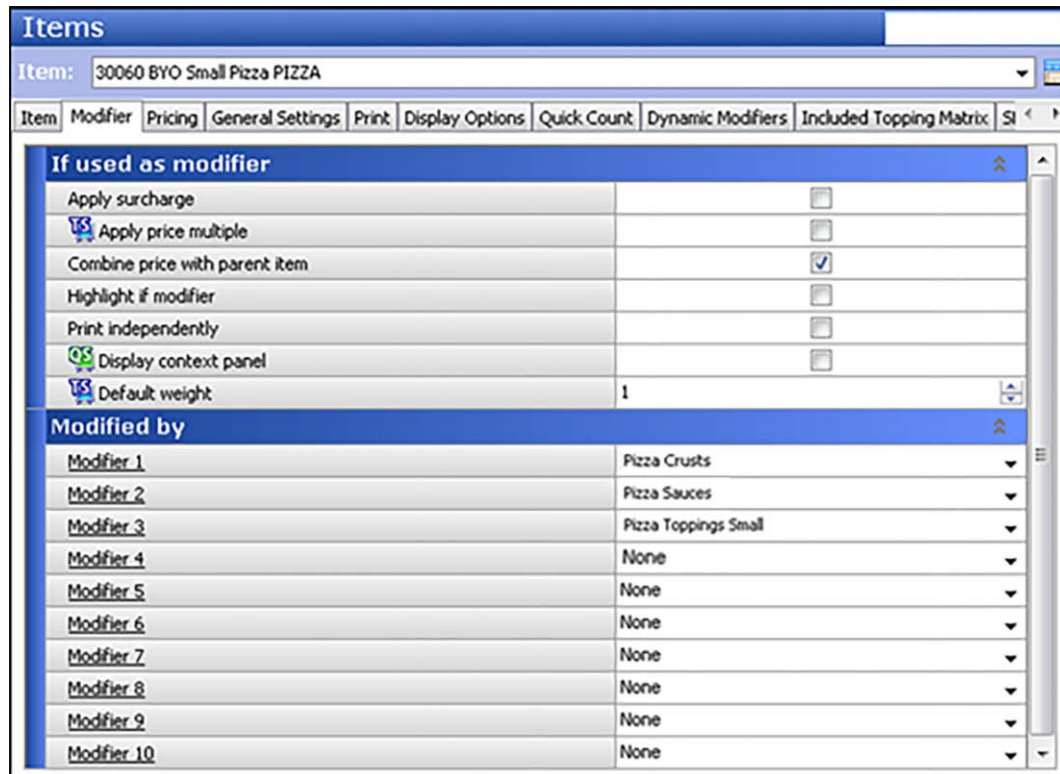 Items
Item: 30060 BYO Small Pizza PIZZA
Item Modifier Pricing General Settings Print Display Options Quick Count Dynamic Modifiers Included Topping Matrix
If used as modifier
Apply surcharge
TS Apply price multiple
Combine price with parent item
Highlight if modifier
Print independently
QS Display context panel
TS Default weight 1
Modified by
Modifier 1 Pizza Crusts
Modifier 2 Pizza Sauces
Modifier 3 Pizza Toppings Small
Modifier 4 None
Modifier 5 None
Modifier 6 None
Modifier 7 None
Modifier 8 None
Modifier 9 None
Modifier 10 None